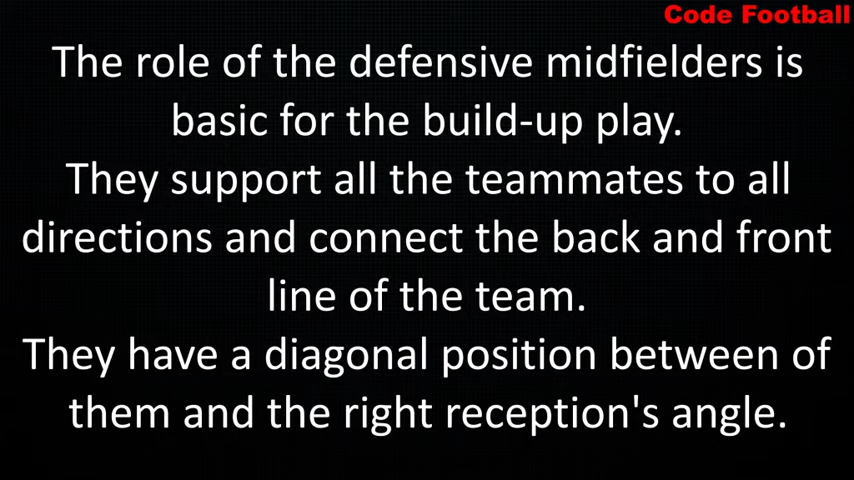 Code Football
The role of the defensive midfielders is
basic for the build-up play.
They support all the teammates to all
directions and connect the back and front
line of the team.
They have a diagonal position between of
them and the right reception's angle.